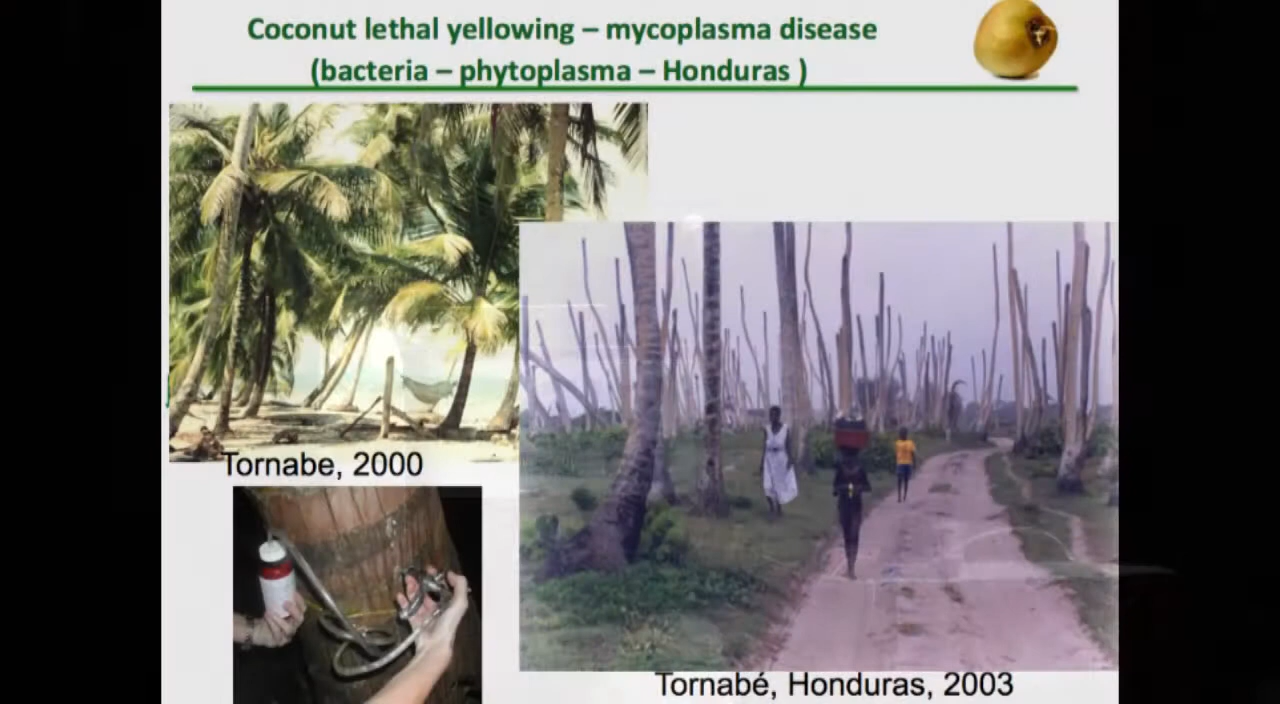 Coconut lethal yellowing – mycoplasma disease
(bacteria – phytoplasma – Honduras )
Tornabe, 2000
Tornabé, Honduras, 2003